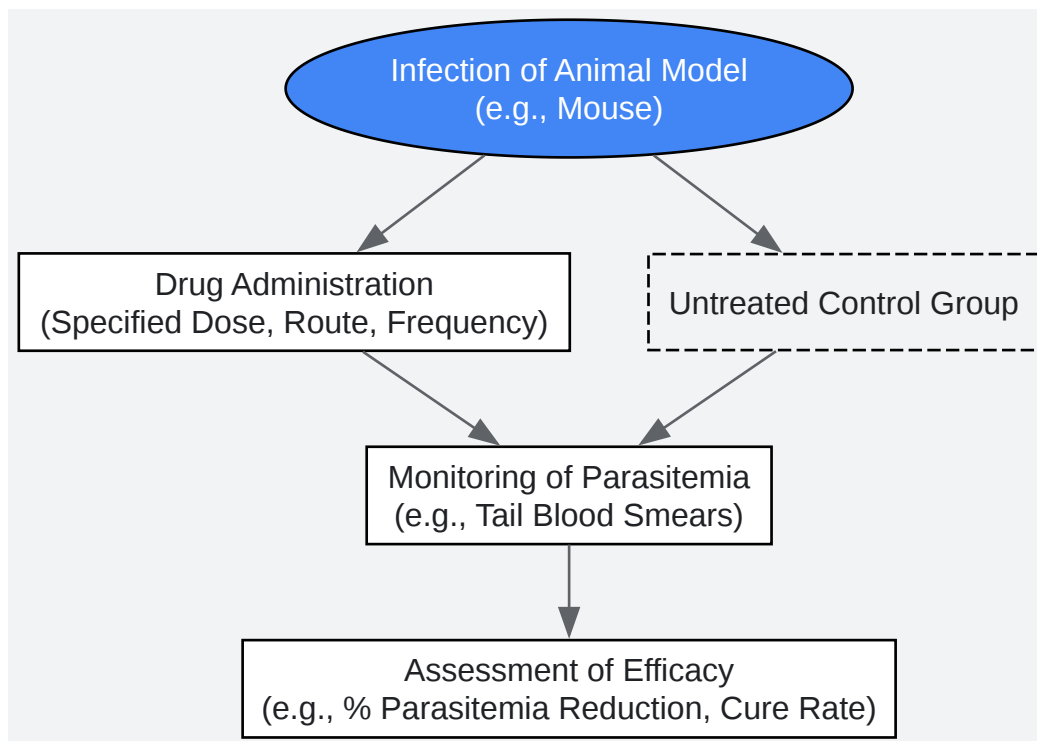 Infection of Animal Model
(e.g., Mouse)
Drug Administration
(Specified Dose, Route, Frequency)
Untreated Control Group
Monitoring of Parasitemia
(e.g., Tail Blood Smears)
Assessment of Efficacy
(e.g., % Parasitemia Reduction, Cure Rate)